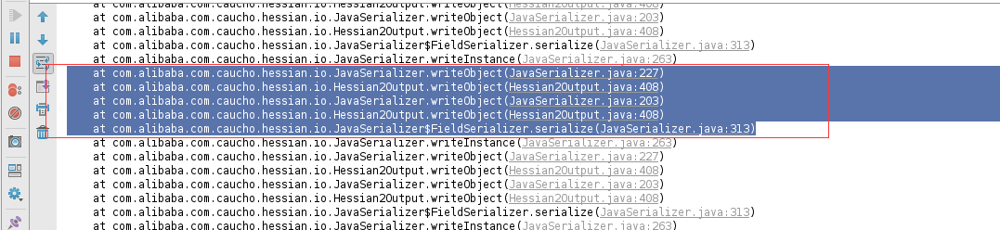 at com.alibaba.com.caucho.hessian.io.Hessian2Output.writeObject(Hessian2Output.java:408)
at com.alibaba.com.caucho.hessian.io.JavaSerializer.writeObject(JavaSerializer.java:203)
at com.alibaba.com.caucho.hessian.io.Hessian2Output.writeObject(Hessian2Output.java:408)
at com.alibaba.com.caucho.hessian.io.JavaSerializer$FieldSerializer.serialize(JavaSerializer.java:313)
at com.alibaba.com.caucho.hessian.io.JavaSerializer.writeInstance(JavaSerializer.java:263)
at com.alibaba.com.caucho.hessian.io.JavaSerializer.writeObject(JavaSerializer.java:227)
at com.alibaba.com.caucho.hessian.io.Hessian2Output.writeObject(Hessian2Output.java:408)
at com.alibaba.com.caucho.hessian.io.JavaSerializer.writeObject(JavaSerializer.java:203)
at com.alibaba.com.caucho.hessian.io.Hessian2Output.writeObject(Hessian2Output.java:408)
at com.alibaba.com.caucho.hessian.io.JavaSerializer$FieldSerializer.serialize(JavaSerializer.java:313)
at com.alibaba.com.caucho.hessian.io.JavaSerializer.writeInstance(JavaSerializer.java:263)
at com.alibaba.com.caucho.hessian.io.JavaSerializer.writeObject(JavaSerializer.java:227)
at com.alibaba.com.caucho.hessian.io.Hessian2Output.writeObject(Hessian2Output.java:408)
at com.alibaba.com.caucho.hessian.io.JavaSerializer.writeObject(JavaSerializer.java:203)
at com.alibaba.com.caucho.hessian.io.Hessian2Output.writeObject(Hessian2Output.java:408)
at com.alibaba.com.caucho.hessian.io.JavaSerializer$FieldSerializer.serialize(JavaSerializer.java:313)
at com.alibaba.com.caucho.hessian.io.JavaSerializer.writeInstance(JavaSerializer.java:263)